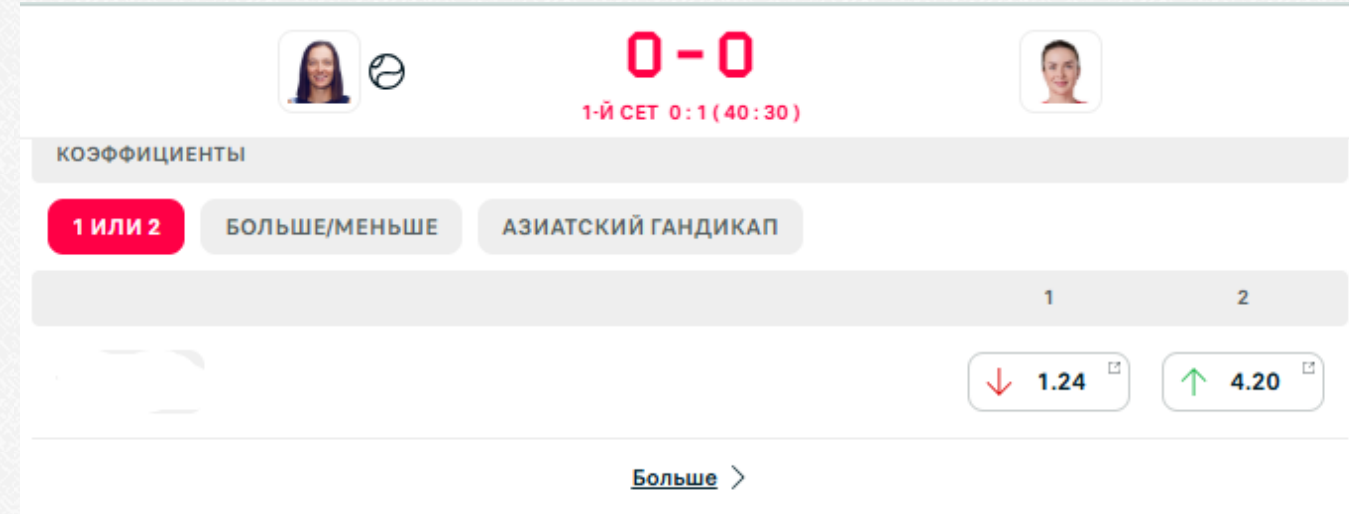 0 - 0
1-Й СЕТ 0 : 1 ( 40 : 30 )
КОЭФФИЦИЕНТЫ
1 ИЛИ 2 БОЛЬШЕ/МЕНЬШЕ АЗИАТСКИЙ ГАНДИКАП
1 2
1.24 4.20
Больше